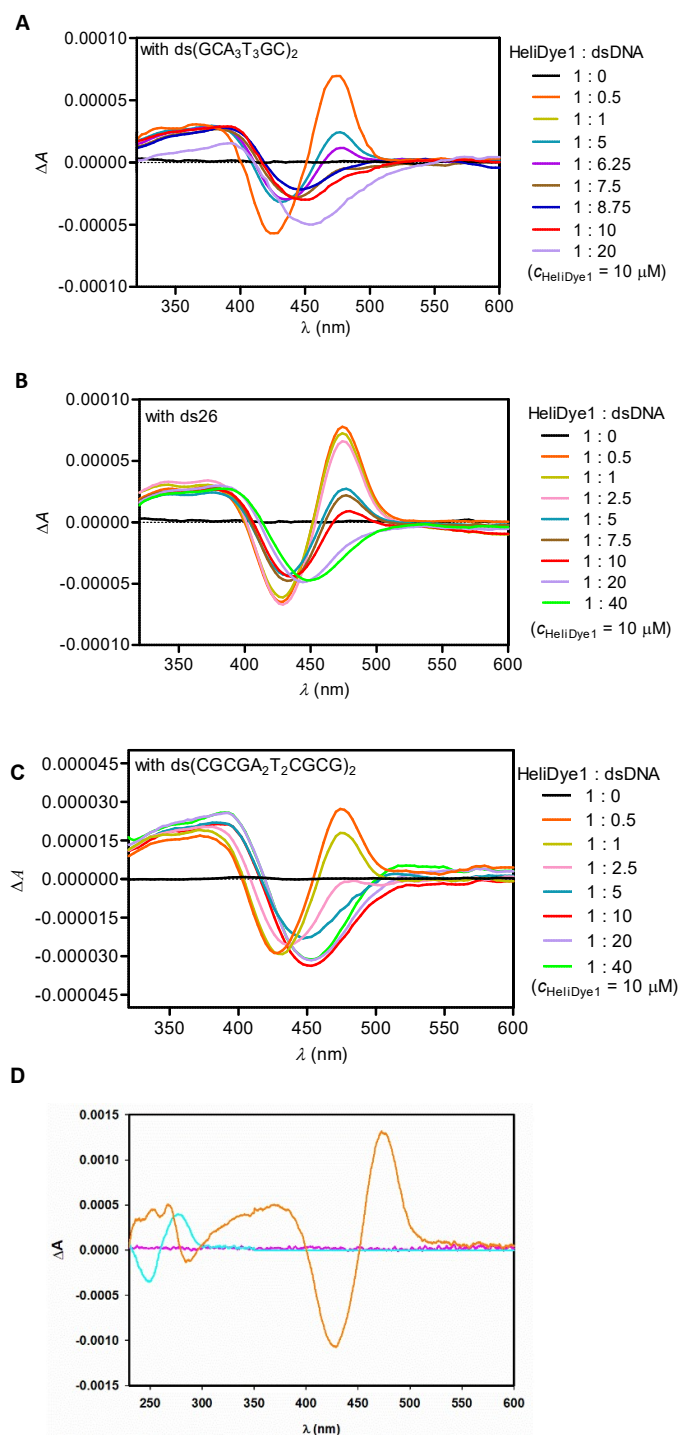 A
with ds(GCA₃T₃GC)₂
0.00010
0.00005
0.00000
-0.00005
-0.00010
ΔA
350 400 450 500 550 600
λ (nm)
HeliDye1 : dsDNA
1 : 0
1 : 0.5
1 : 1
1 : 5
1 : 6.25
1 : 7.5
1 : 8.75
1 : 10
1 : 20
(cHeliDye1 = 10 μM)
B
with ds26
0.00010
0.00005
0.00000
-0.00005
-0.00010
ΔA
350 400 450 500 550 600
λ (nm)
HeliDye1 : dsDNA
1 : 0
1 : 0.5
1 : 1
1 : 2.5
1 : 5
1 : 7.5
1 : 10
1 : 20
1 : 40
(cHeliDye1 = 10 μM)
C
with ds(CGCGA₂T₂CGCG)₂
0.000045
0.000030
0.000015
0.000000
-0.000015
-0.000030
-0.000045
ΔA
350 400 450 500 550 600
λ (nm)
HeliDye1 : dsDNA
1 : 0
1 : 0.5
1 : 1
1 : 2.5
1 : 5
1 : 10
1 : 20
1 : 40
(cHeliDye1 = 10 μM)
D
0.0015
0.0010
0.0005
0.0000
-0.0005
-0.0010
-0.0015
ΔA
250 300 350 400 450 500 550 600
λ (nm)